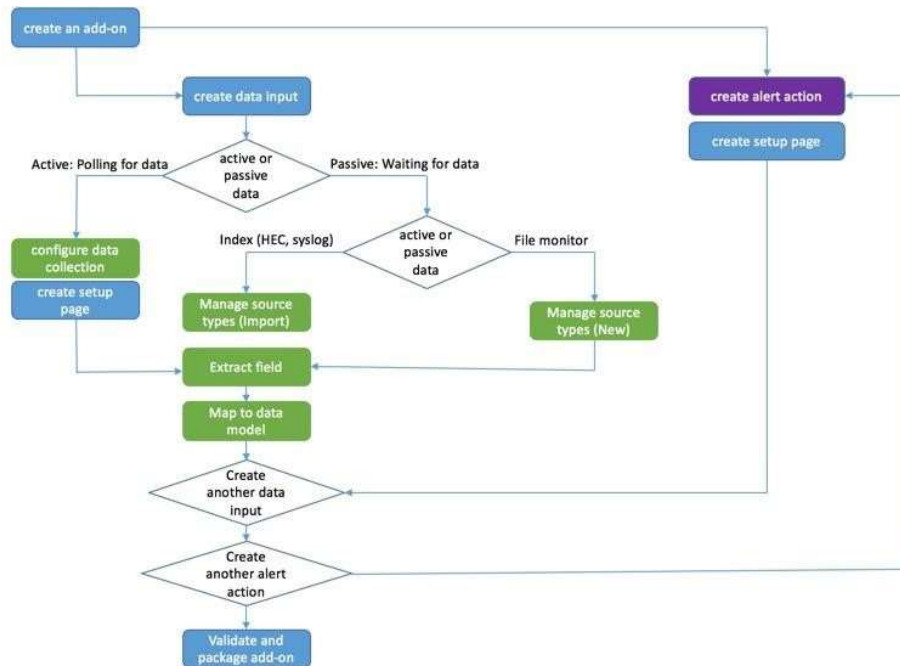 create an add-on
create data input
create alert action
create setup page
Active: Polling for data
active or
passive
data
Passive: Waiting for data
Index (HEC, syslog)
active or
passive
data
File monitor
configure data
collection
create setup
page
Manage source
types (Import)
Manage source
types (New)
Extract field
Map to data
model
Create
another data
input
Create
another alert
action
Validate and
package add-on